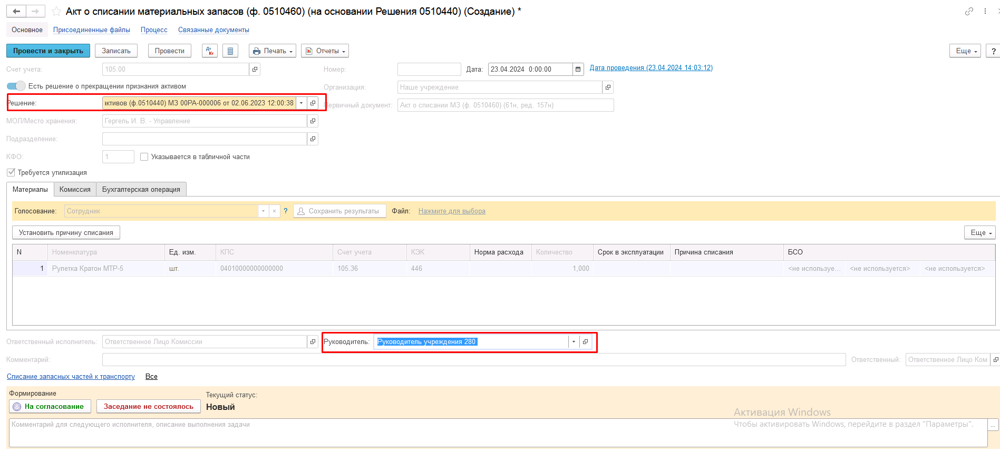 Акт о списании материальных запасов (ф. 0510460) (на основании Решения 0510440) (Создание) *
Основное Присоединенные файлы Процесс Связанные документы
Провести и закрыть Записать Провести Дт Кт Печать Отчеты Еще ?
Счет учета: 105.00 Номер: Дата: 23.04.2024 0:00:00 Дата проведения (23.04.2024 14:03:12)
Есть решение о прекращении признания активом Организация: Наше учреждение
Решение: активов (ф.0510440) МЗ 00РА-000006 от 02.06.2023 12:00:38 Первичный документ: Акт о списании МЗ (ф. 0510460) (61н, ред. 157н)
МОЛ/Место хранения: Гергель И. В. - Управление
Подразделение:
КФО: 1 Указывается в табличной части
Требуется утилизация
Материалы Комиссия Бухгалтерская операция
Голосование: Сотрудник ? Сохранить результаты Файл: Нажмите для выбора
Установить причину списания Еще
N Номенклатура Ед. изм. КПС Счет учета КЭК Норма расхода Количество Срок в эксплуатации Причина списания БСО
1 Рулетка Кратон МТР-5 шт. 04010000000000000 105.36 446 1,000 <не используе... <не используется> <не используется>
Ответственный исполнитель: Ответственное Лицо Комиссии Руководитель: Руководитель учреждения 280
Комментарий: Ответственный: Ответственное Лицо Ком
Списание запасных частей к транспорту Все
Формирование
Текущий статус:
На согласование Заседание не состоялось Новый
Активация Windows
Комментарий для следующего исполнителя, описание выполнения задачи
Чтобы активировать Windows, перейдите в раздел "Параметры".
...